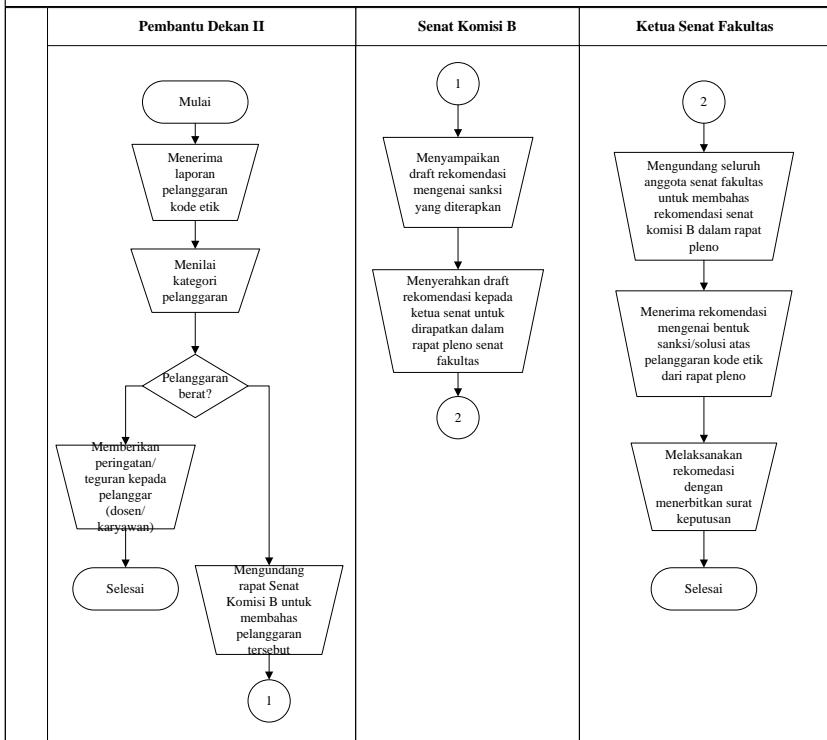 Pembantu Dekan II
Senat Komisi B
Ketua Senat Fakultas
Mulai
Menerima
laporan
pelanggaran
kode etik
Menilai
kategori
pelanggaran
Pelanggaran
berat?
Memberikan
peringatan/
teguran kepada
pelanggar
(dosen/
karyawan)
Selesai
Mengundang
rapat Senat
Komisi B untuk
membahas
pelanggaran
tersebut
1
1
Menyampaikan
draft rekomendasi
mengenai sanksi
yang diterapkan
Menyerahkan draft
rekomendasi kepada
ketua senat untuk
dirapatkan dalam
rapat pleno senat
fakultas
2
2
Mengundang seluruh
anggota senat fakultas
untuk membahas
rekomendasi senat
komisi B dalam rapat
pleno
Menerima rekomendasi
mengenai bentuk
sanksi/solusi atas
pelanggaran kode etik
dari rapat pleno
Melaksanakan
rekomedasi
dengan
menerbitkan surat
keputusan
Selesai